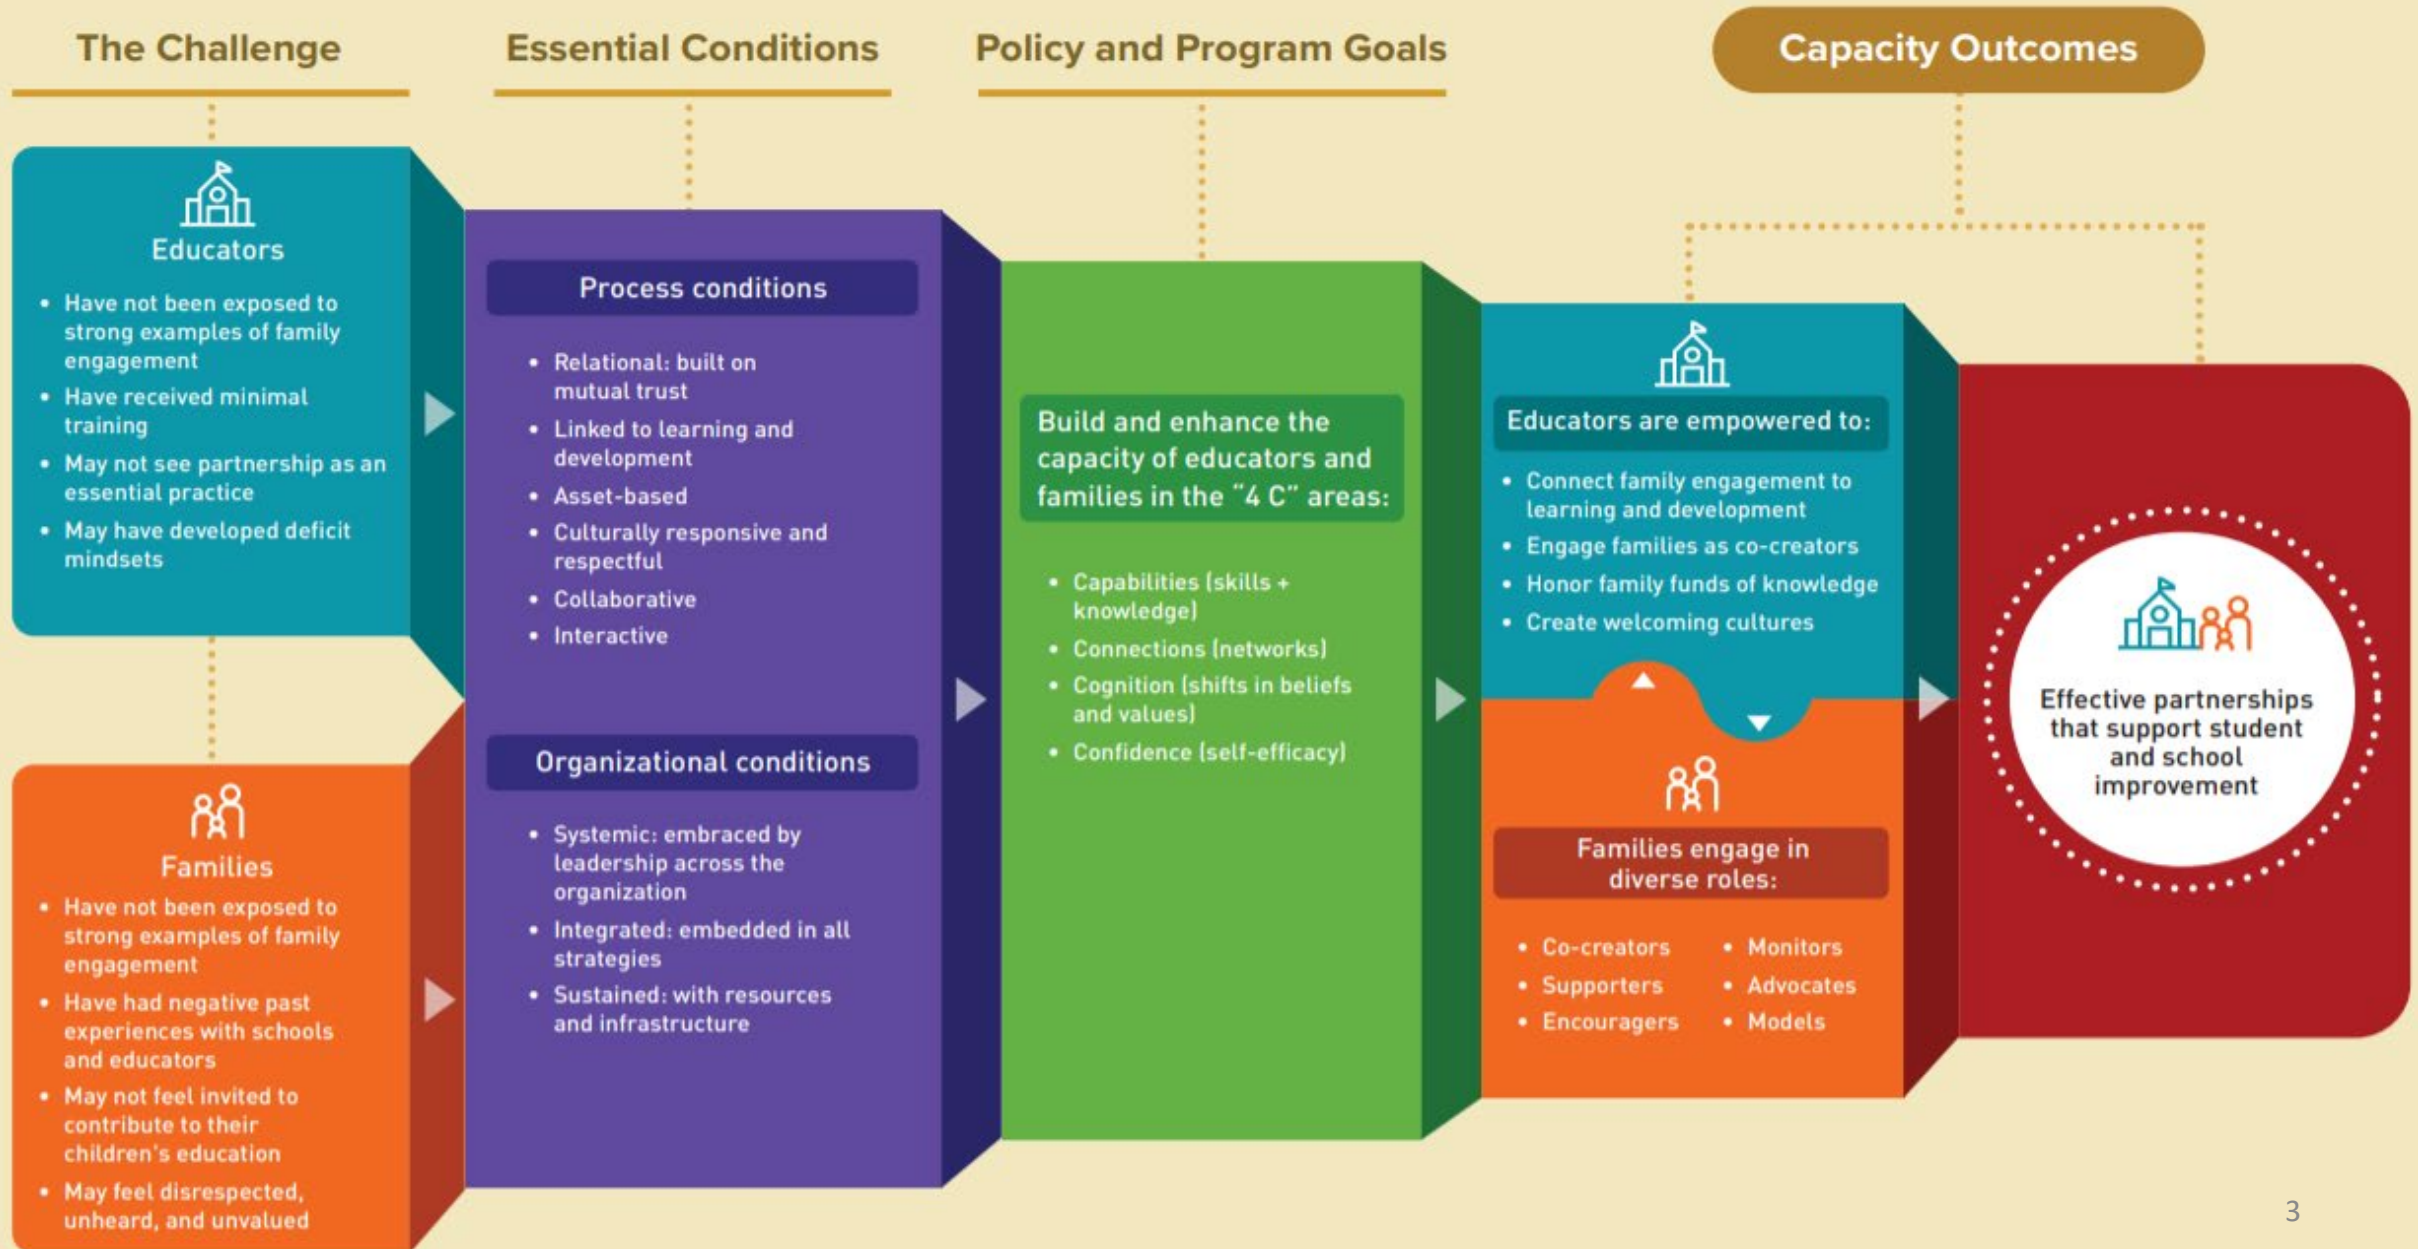 The Challenge
Essential Conditions
Policy and Program Goals
Capacity Outcomes
Educators
• Have not been exposed to
strong examples of family
engagement
• Have received minimal
training
• May not see partnership as an
essential practice
• May have developed deficit
mindsets
Families
• Have not been exposed to
strong examples of family
engagement
• Have had negative past
experiences with schools
and educators
• May not feel invited to
contribute to their
children's education
• May feel disrespected,
unheard, and unvalued
Process conditions
• Relational: built on
mutual trust
• Linked to learning and
development
• Asset-based
• Culturally responsive and
respectful
• Collaborative
• Interactive
Organizational conditions
• Systemic: embraced by
leadership across the
organization
• Integrated: embedded in all
strategies
• Sustained: with resources
and infrastructure
Build and enhance the
capacity of educators and
families in the “4 C” areas:
• Capabilities (skills +
knowledge)
• Connections (networks)
• Cognition (shifts in beliefs
and values)
• Confidence (self-efficacy)
Educators are empowered to:
• Connect family engagement to
learning and development
• Engage families as co-creators
• Honor family funds of knowledge
• Create welcoming cultures
Families engage in
diverse roles:
• Co-creators
• Supporters
• Encouragers
• Monitors
• Advocates
• Models
Effective partnerships
that support student
and school
improvement
3